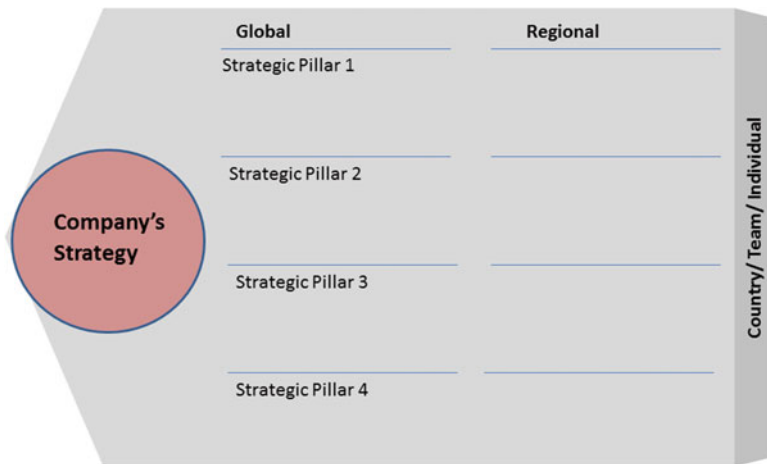 Global
Regional
Strategic Pillar 1
Strategic Pillar 2
Company's
Strategy
Strategic Pillar 3
Strategic Pillar 4
Country/ Team/ Individual